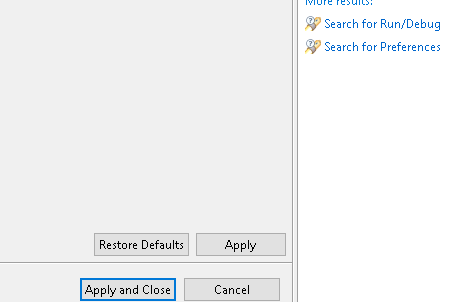 More results:
Search for Run/Debug
Search for Preferences
Restore Defaults
Apply
Apply and Close
Cancel